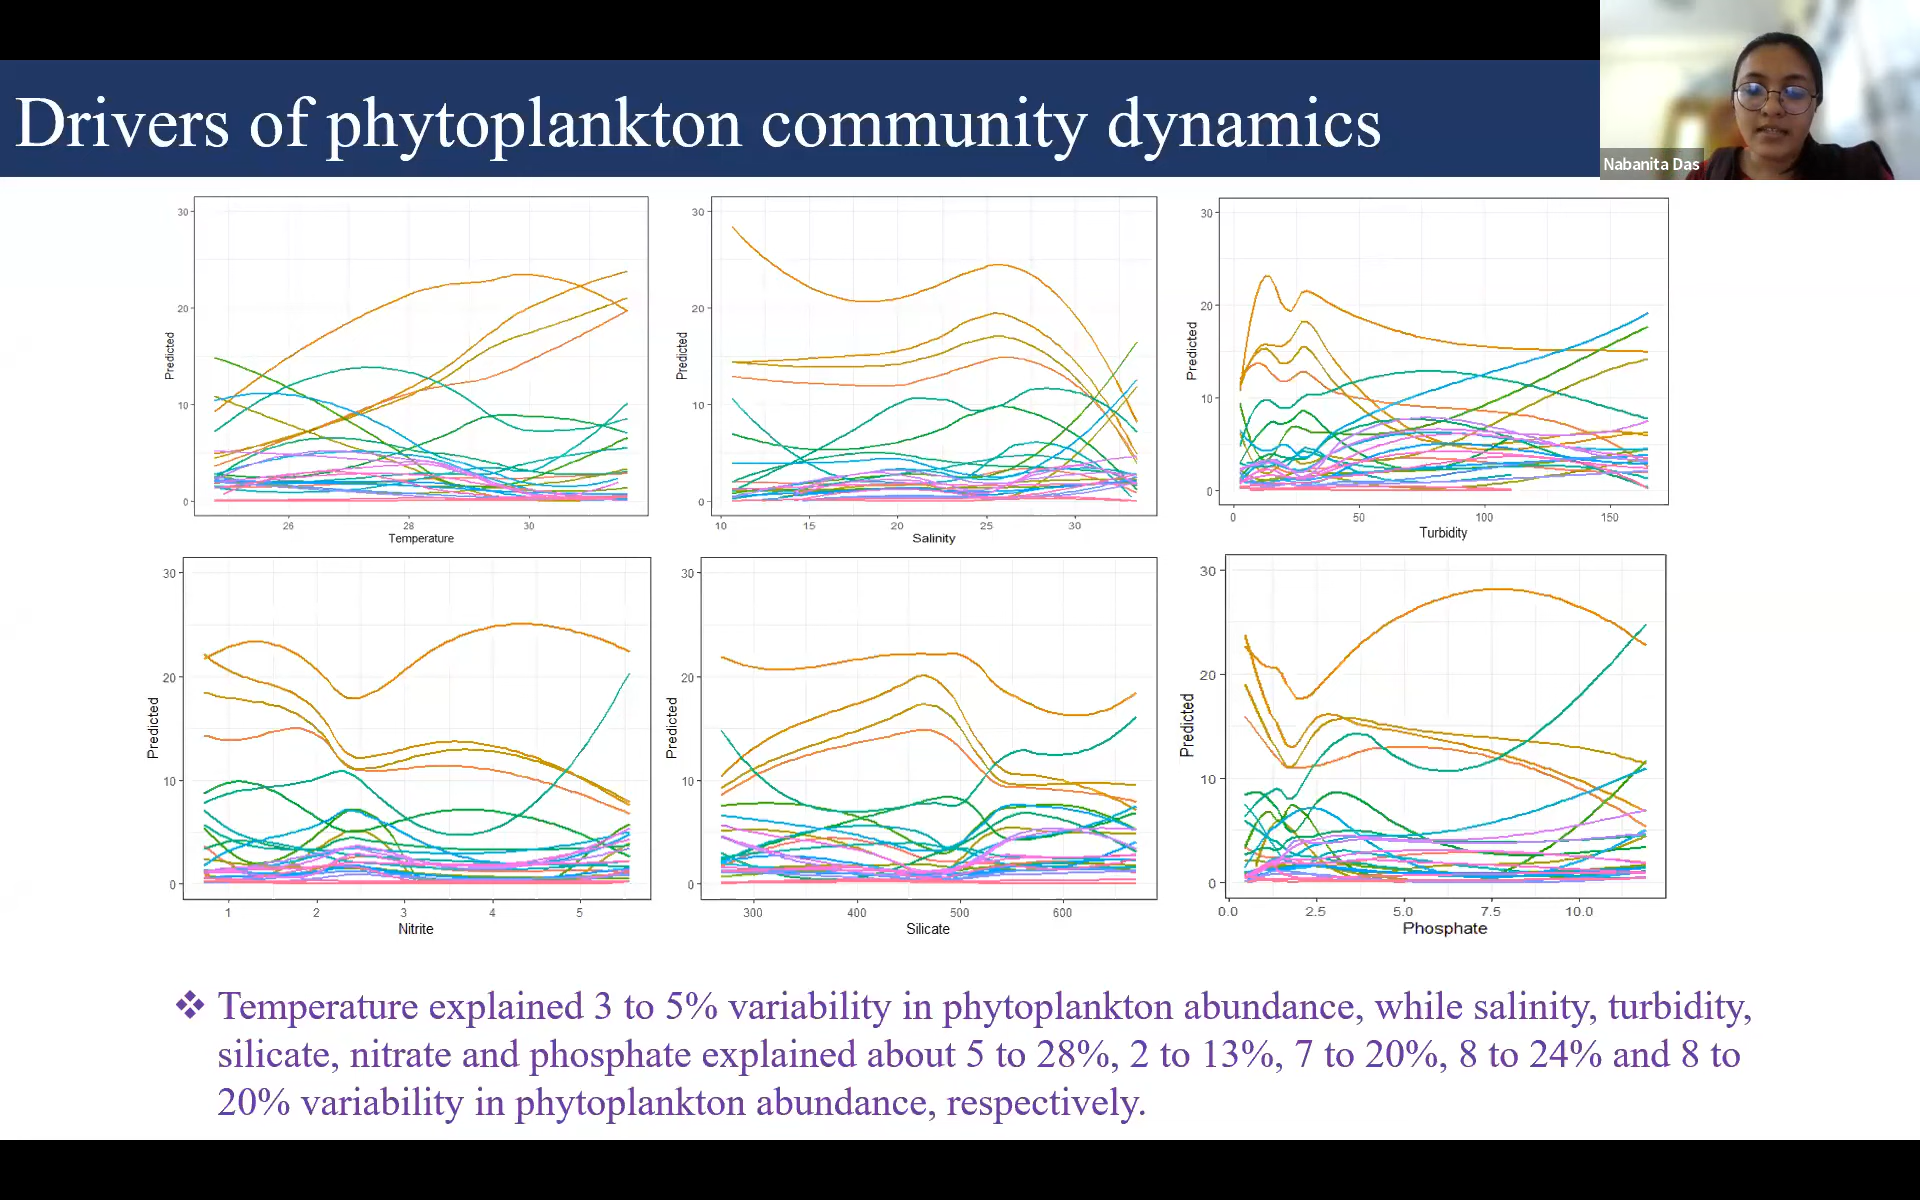 Drivers of phytoplankton community dynamics
Nabanita Das
30
20
10
0
Predicted
26 28 30
Temperature
30
20
10
0
Predicted
10 15 20 25 30
Salinity
30
20
10
0
Predicted
0 50 100 150
Turbidity
30
20
10
0
Predicted
1 2 3 4 5
Nitrite
30
20
10
0
Predicted
300 400 500 600
Silicate
30
20
10
0
Predicted
0.0 2.5 5.0 7.5 10.0
Phosphate
❖ Temperature explained 3 to 5% variability in phytoplankton abundance, while salinity, turbidity,
silicate, nitrate and phosphate explained about 5 to 28%, 2 to 13%, 7 to 20%, 8 to 24% and 8 to
20% variability in phytoplankton abundance, respectively.